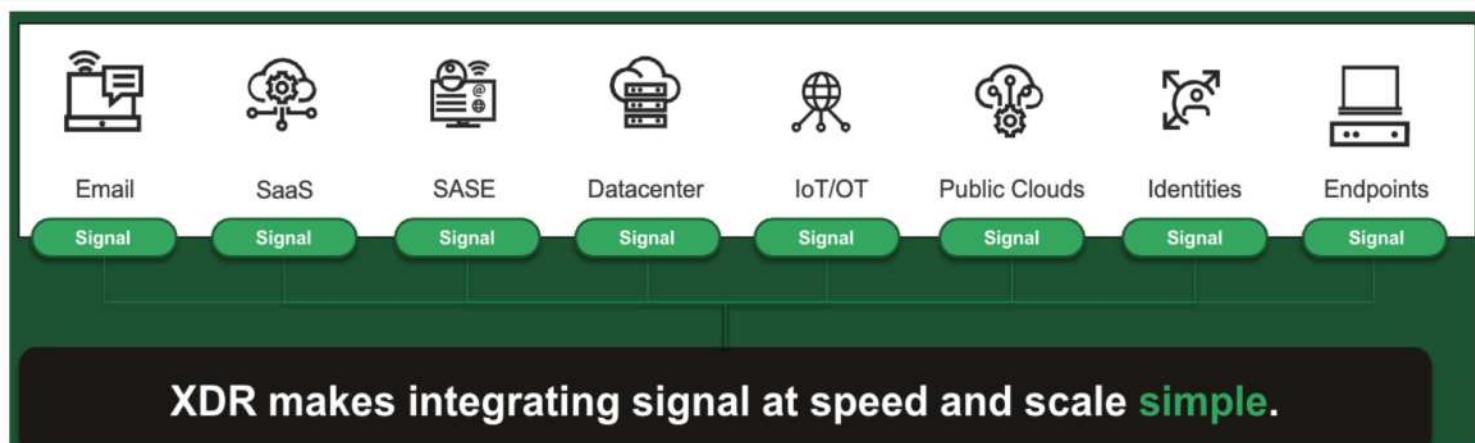 Email SaaS SASE Datacenter IoT/OT Public Clouds Identities Endpoints
Signal Signal Signal Signal Signal Signal Signal Signal
XDR makes integrating signal at speed and scale simple.